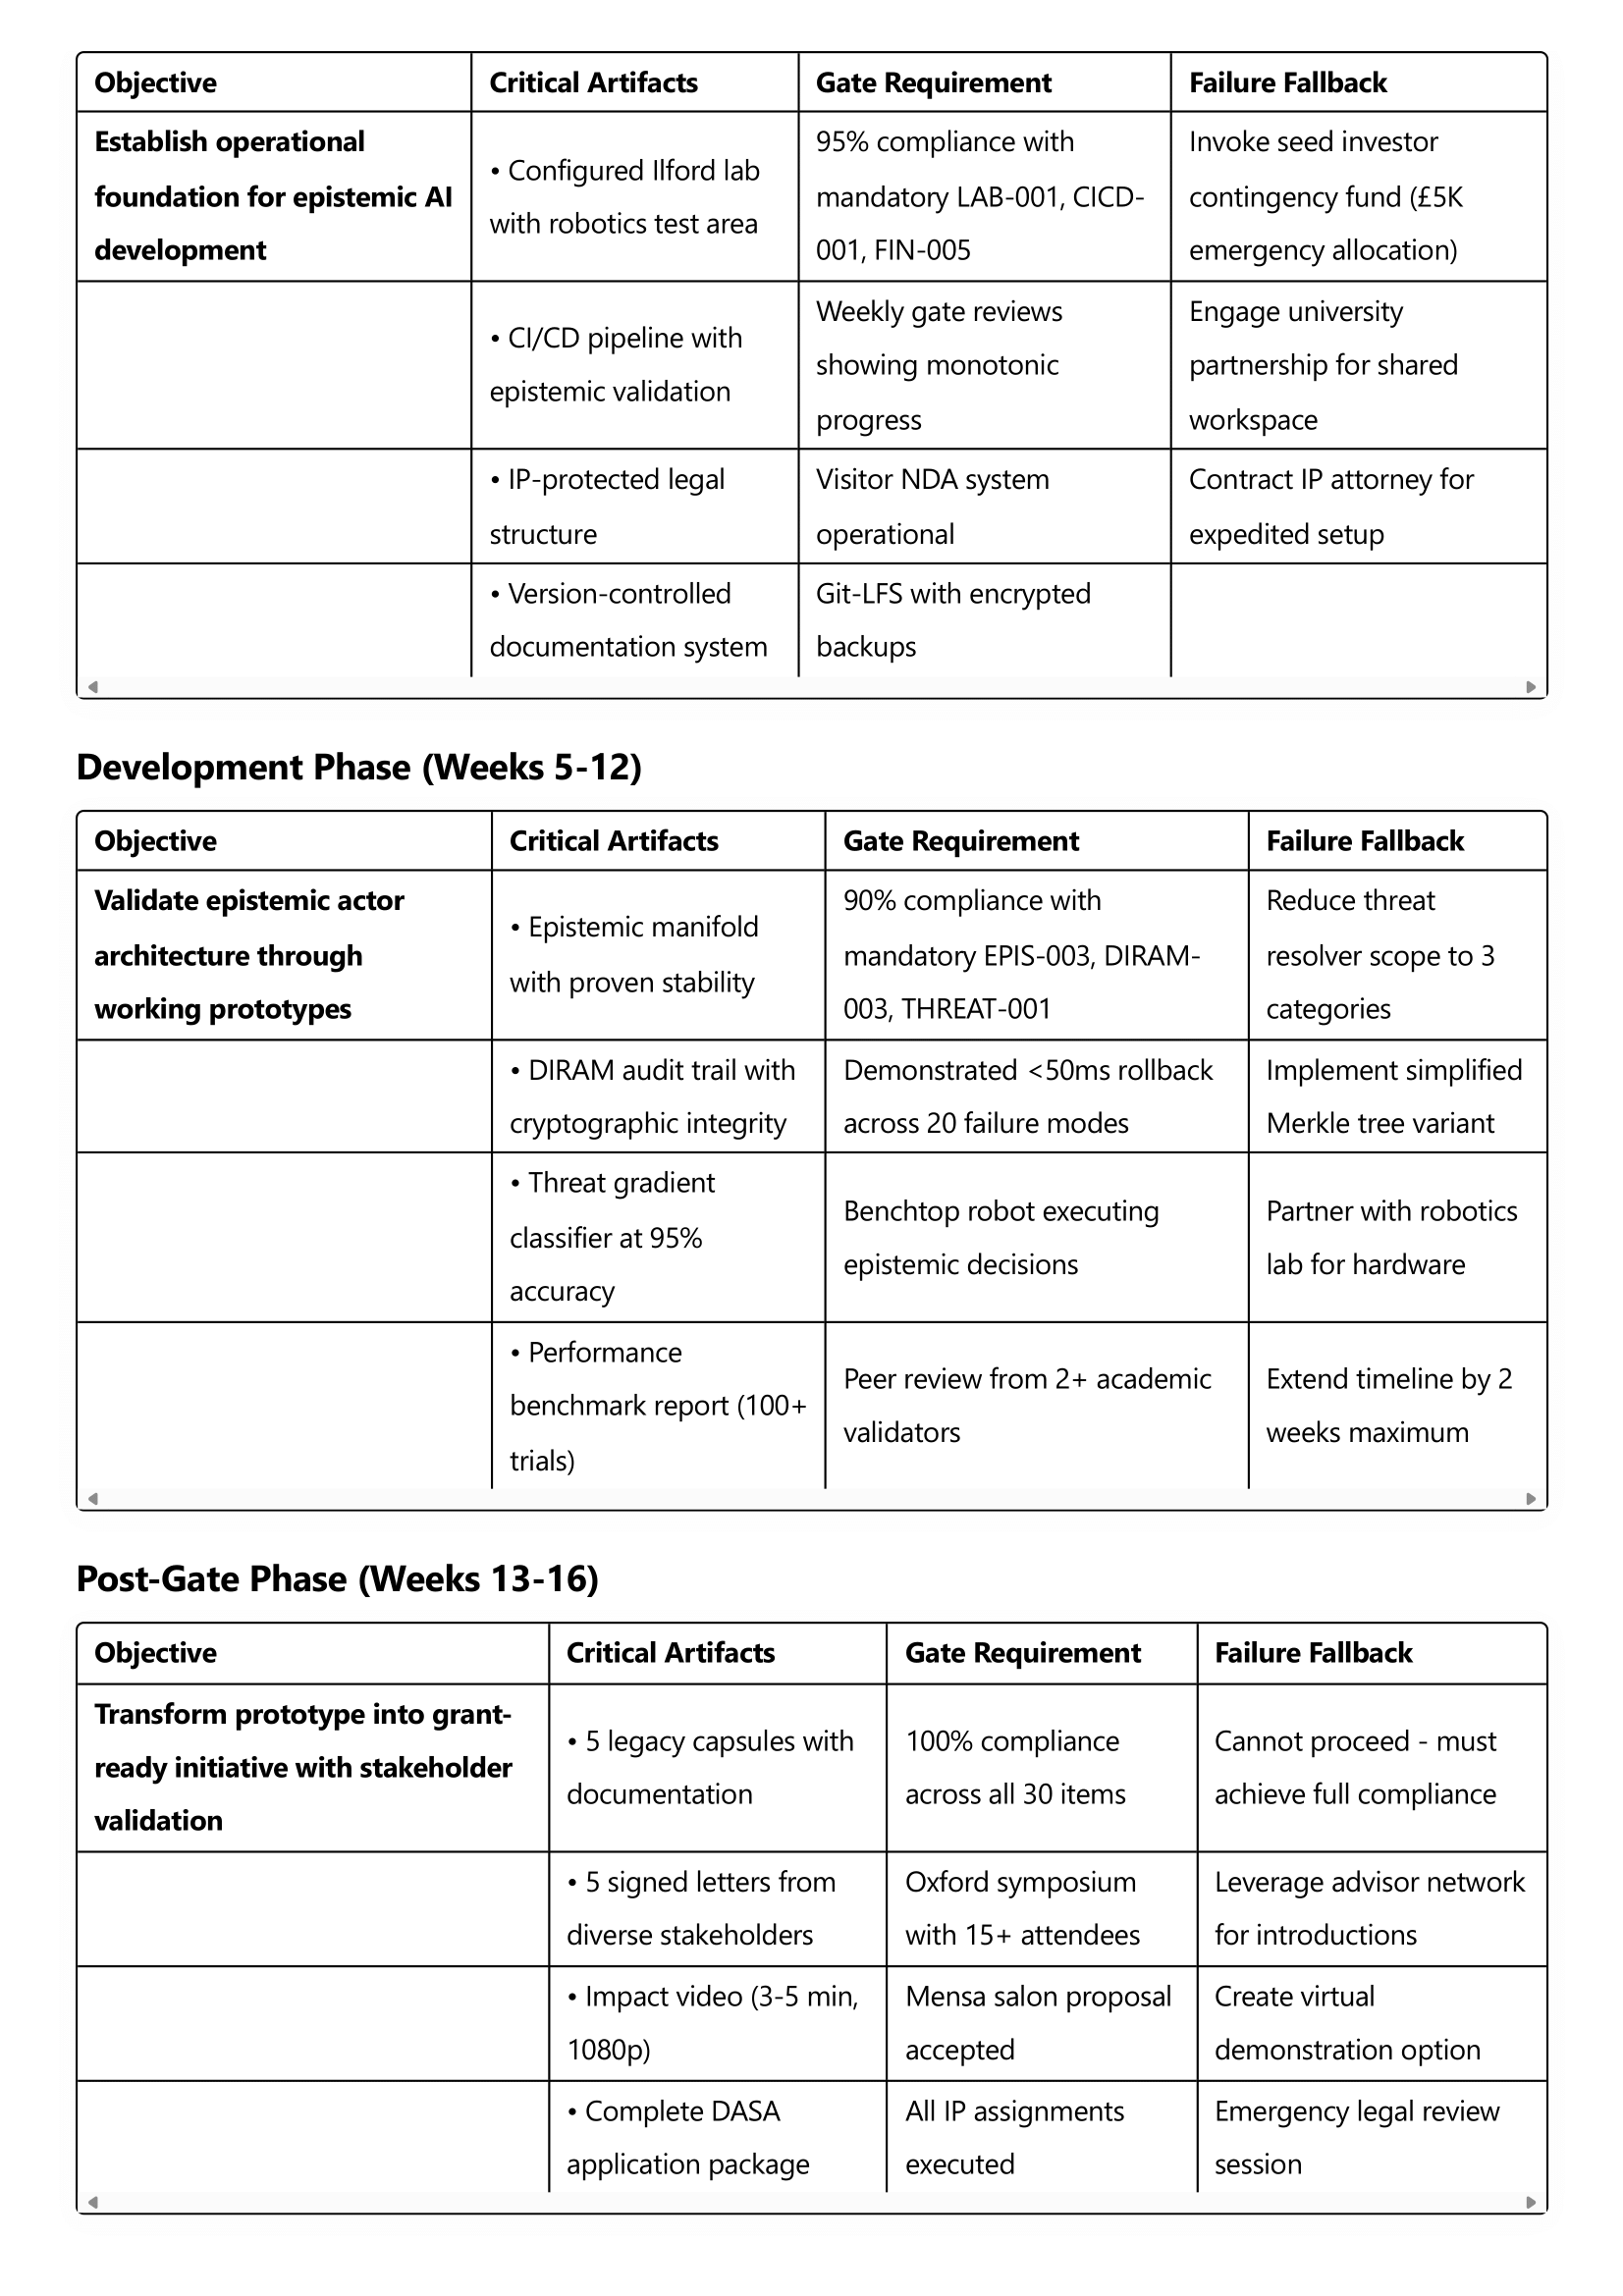 Objective Critical Artifacts Gate Requirement Failure Fallback
Establish operational
foundation for epistemic AI
development
• Configured Ilford lab
with robotics test area
95% compliance with
mandatory LAB-001, CICD-
001, FIN-005
Invoke seed investor
contingency fund (£5K
emergency allocation)
• CI/CD pipeline with
epistemic validation
Weekly gate reviews
showing monotonic
progress
Engage university
partnership for shared
workspace
• IP-protected legal
structure
Visitor NDA system
operational
Contract IP attorney for
expedited setup
• Version-controlled
documentation system
Git-LFS with encrypted
backups
Development Phase (Weeks 5-12)
Objective Critical Artifacts Gate Requirement Failure Fallback
Validate epistemic actor
architecture through
working prototypes
• Epistemic manifold
with proven stability
90% compliance with
mandatory EPIS-003, DIRAM-
003, THREAT-001
Reduce threat
resolver scope to 3
categories
• DIRAM audit trail with
cryptographic integrity
Demonstrated <50ms rollback
across 20 failure modes
Implement simplified
Merkle tree variant
• Threat gradient
classifier at 95%
accuracy
Benchtop robot executing
epistemic decisions
Partner with robotics
lab for hardware
• Performance
benchmark report (100+
trials)
Peer review from 2+ academic
validators
Extend timeline by 2
weeks maximum
Post-Gate Phase (Weeks 13-16)
Objective Critical Artifacts Gate Requirement Failure Fallback
Transform prototype into grant-
ready initiative with stakeholder
validation
• 5 legacy capsules with
documentation
100% compliance
across all 30 items
Cannot proceed - must
achieve full compliance
• 5 signed letters from
diverse stakeholders
Oxford symposium
with 15+ attendees
Leverage advisor network
for introductions
• Impact video (3-5 min,
1080p)
Mensa salon proposal
accepted
Create virtual
demonstration option
• Complete DASA
application package
All IP assignments
executed
Emergency legal review
session